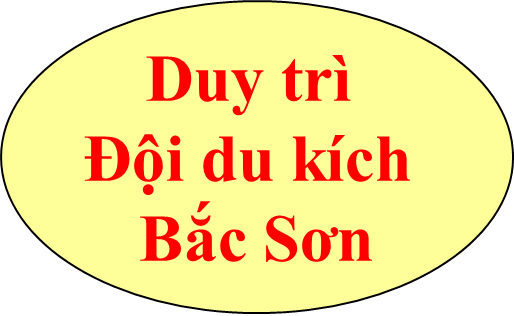 Duy trì
Đội du kích
Bắc Sơn